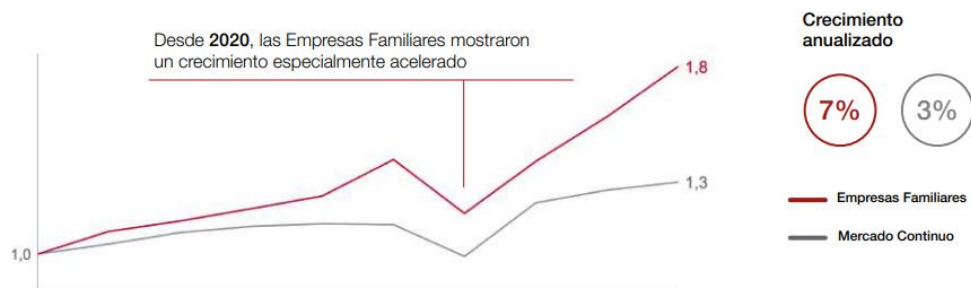 Desde 2020, las Empresas Familiares mostraron
un crecimiento especialmente acelerado
1,8
1,3
1,0
Crecimiento
anualizado
7%
3%
Empresas Familiares
Mercado Continuo